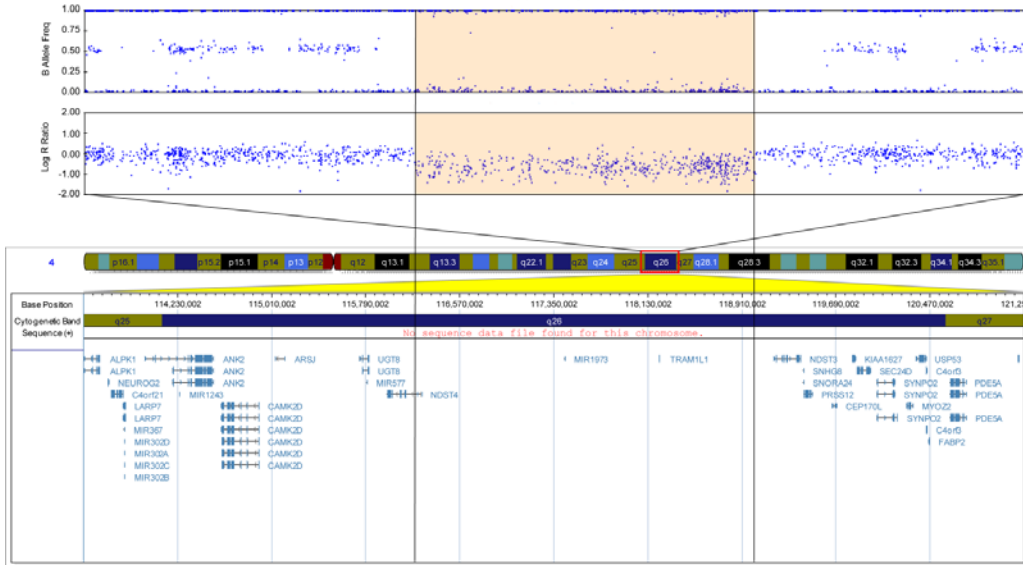 1.00
0.75
0.50
0.25
0.00
B Allele Freq
2.00
1.00
0.00
-1.00
-2.00
Log R Ratio
4 p16.1 p15.2 p15.1 p14 p13 p12 q12 q13.1 q13.3 q22.1 q23 q24 q25 q26 q27 q28.1 q28.3 q32.1 q32.3 q34.1 q34.3 q35.1
Base Position 114,230,002 115,010,002 115,790,002 116,570,002 117,350,002 118,130,002 118,910,002 119,690,002 120,470,002 121,25
Cytogenetic Band q25 q26 q27
Sequence (+) No sequence data file found for this chromosome.
ALPK1 ANK2 ARSJ UGT8 MIR1973 TRAM1L1 NDST3 KIAA1627 USP53
ALPK1 ANK2 UGT8 SNHG8 SEC24D C4orf3
NEUROG2 ANK2 MIR577 SNORA24 SYNPO2 PDE5A
C4orf21 MIR1243 NDST4 PRSS12 SYNPO2 PDE5A
LARP7 CAMK2D CEP170L MYOZ2
LARP7 CAMK2D SYNPO2 PDE5A
MIR367 CAMK2D C4orf3
MIR302D CAMK2D FABP2
MIR302A CAMK2D
MIR302C CAMK2D
MIR302B